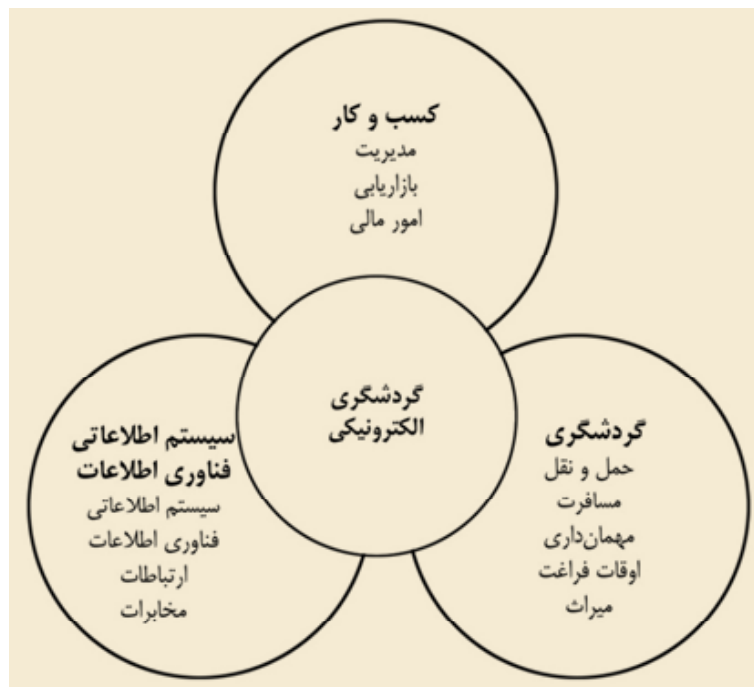 کسب و کار
مدیریت
بازاریابی
امور مالی
گردشگری
الکترونیکی
گردشگری
حمل و نقل
مسافرت
مهمان‌داری
اوقات فراغت
میراث
سیستم اطلاعاتی
فناوری اطلاعات
سیستم اطلاعاتی
فناوری اطلاعات
ارتباطات
مخابرات